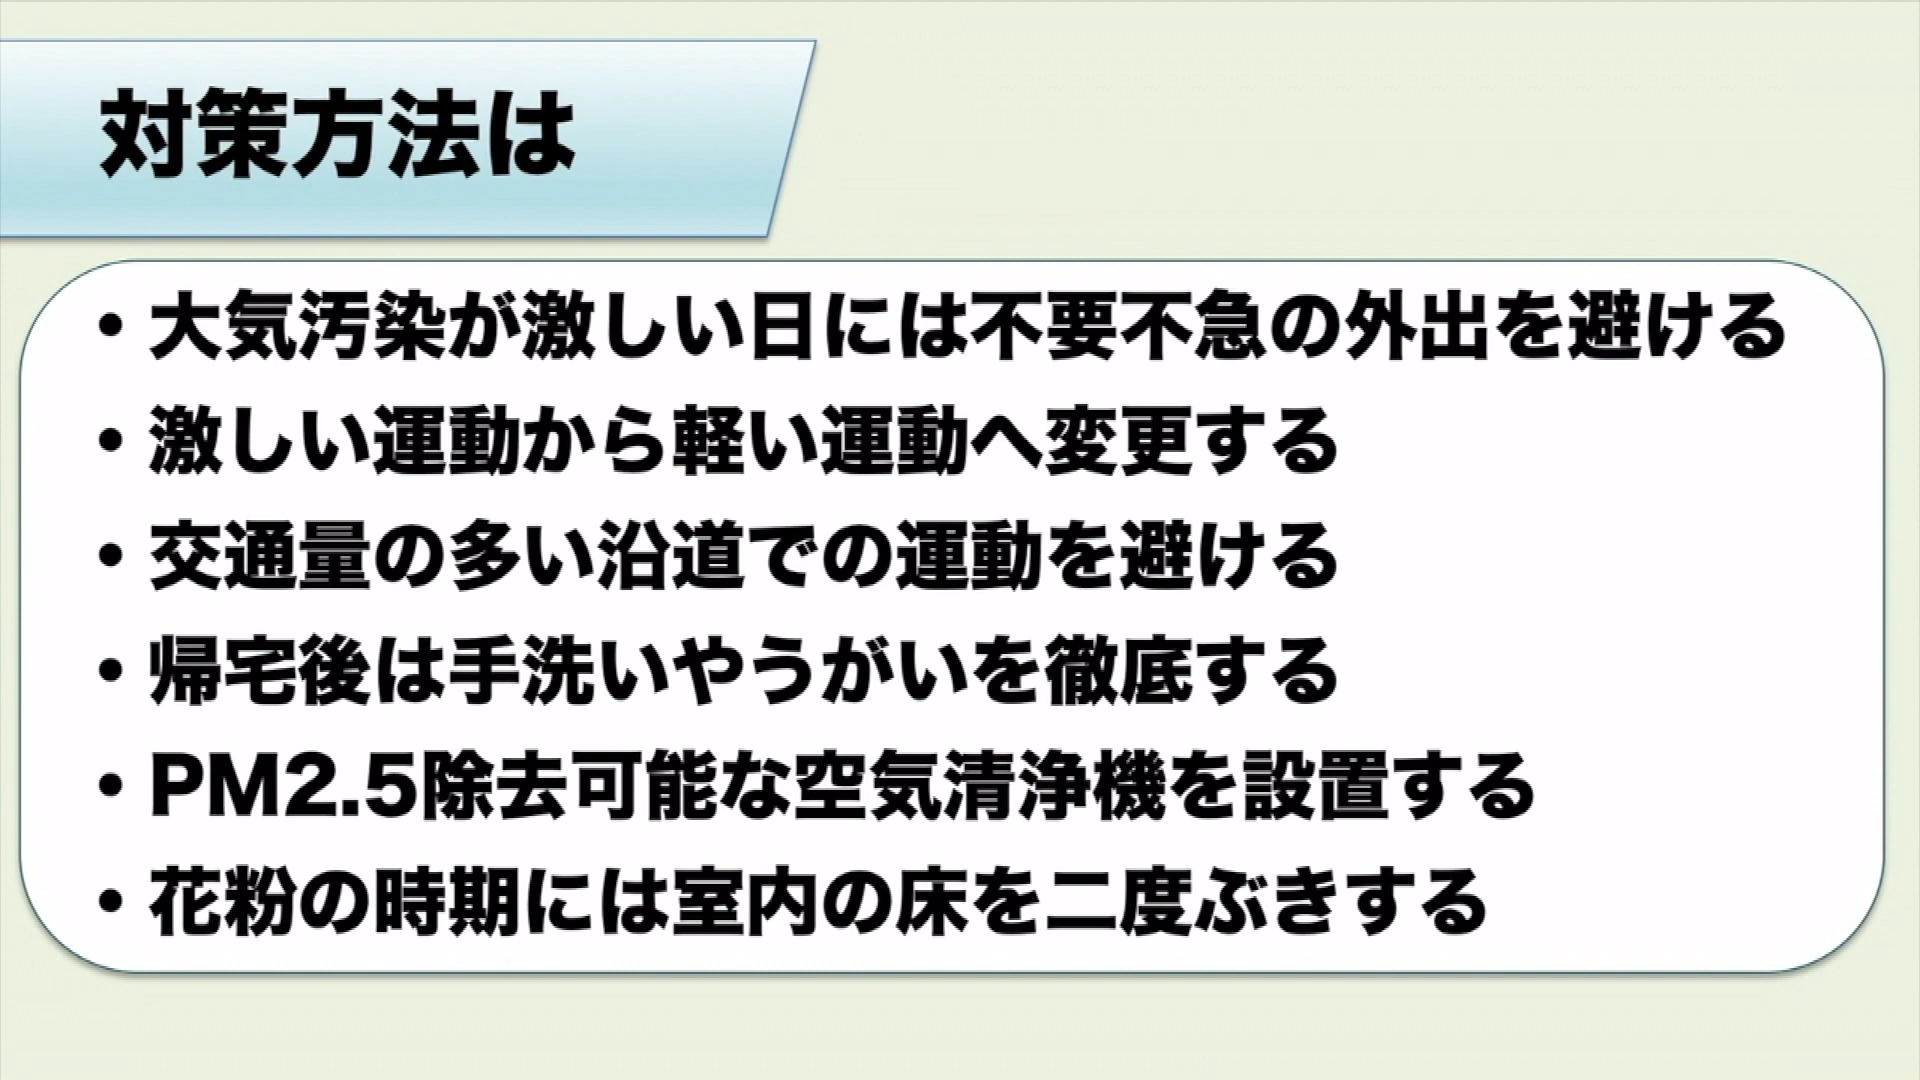 対策方法は
• 大気汚染が激しい日には不要不急の外出を避ける
• 激しい運動から軽い運動へ変更する
• 交通量の多い沿道での運動を避ける
• 帰宅後は手洗いやうがいを徹底する
• PM2.5除去可能な空気清浄機を設置する
• 花粉の時期には室内の床を二度ぶきする